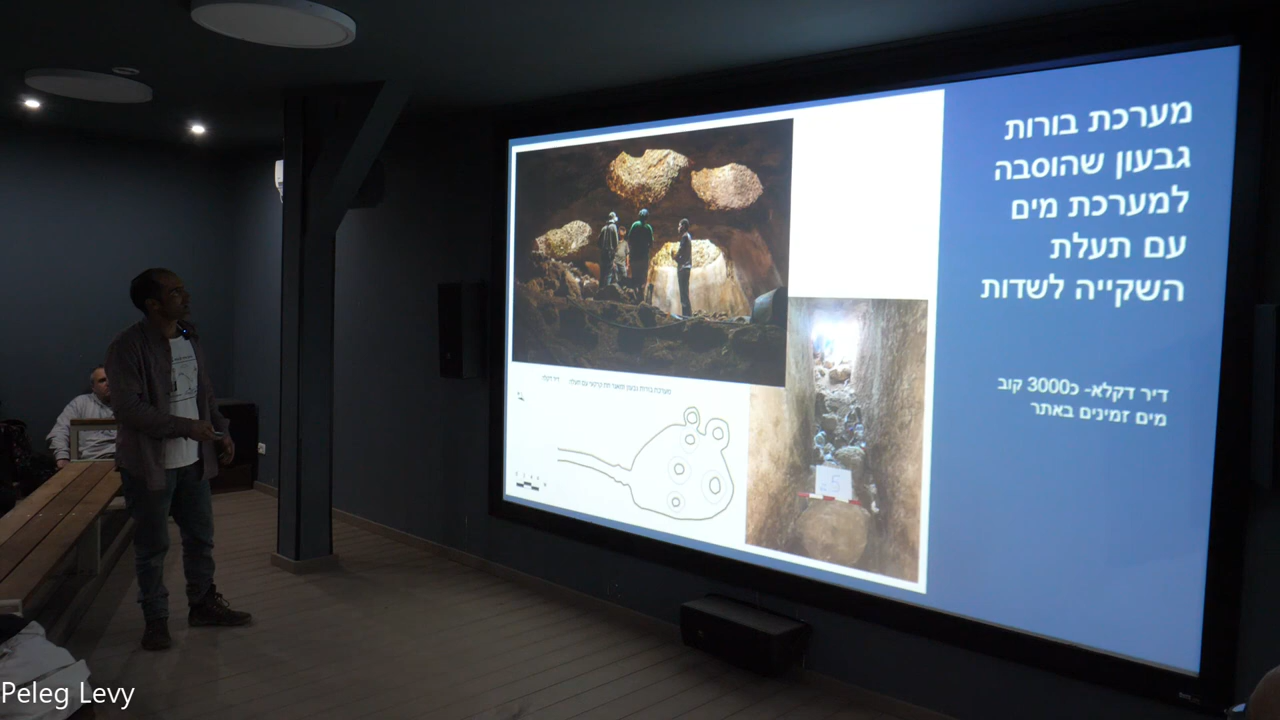 מערכת בורות
גבעון שהוסבה
למערכת מים
עם תעלת
השקייה לשדות
דיר דקלא- כ3000 קוב
מים זמינים באתר
Peleg Levy